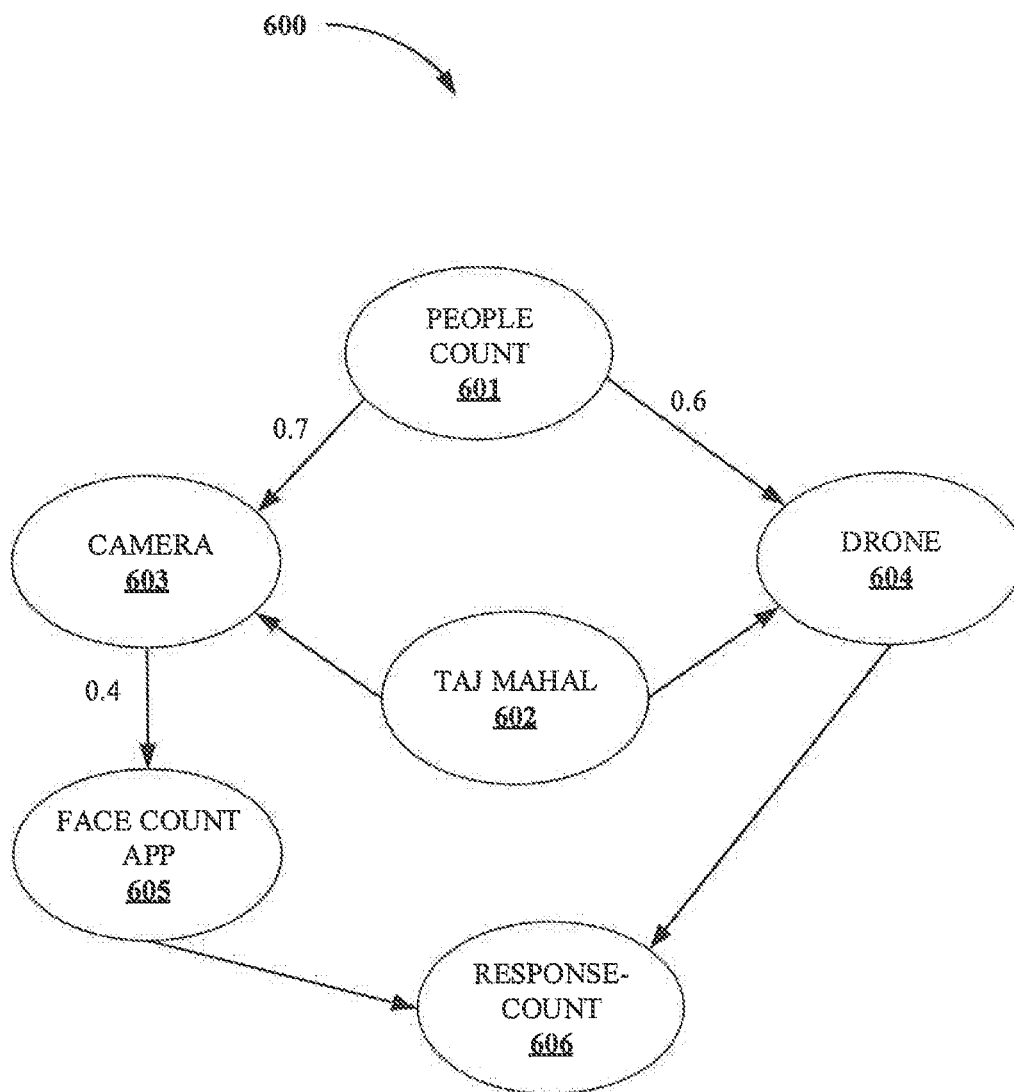 600
PEOPLE
COUNT
601
0.7
0.6
CAMERA
603
DRONE
604
TAJ MAHAL
602
0.4
FACE COUNT
APP
605
RESPONSE-
COUNT
606